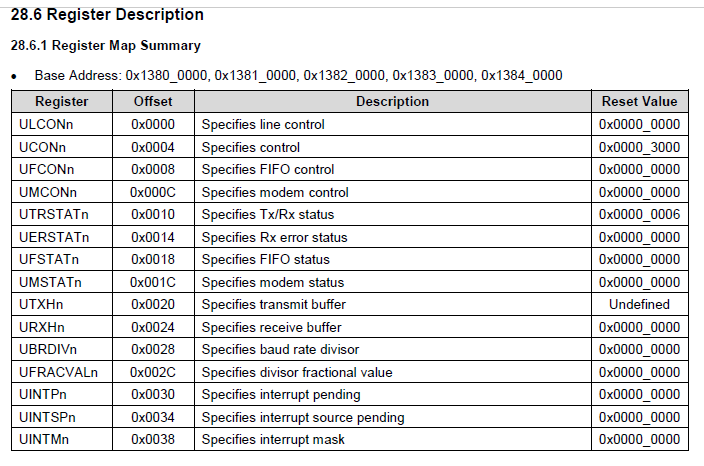 28.6 Register Description
28.6.1 Register Map Summary
• Base Address: 0x1380_0000, 0x1381_0000, 0x1382_0000, 0x1383_0000, 0x1384_0000
Register Offset Description Reset Value
ULCONn 0x0000 Specifies line control 0x0000_0000
UCONn 0x0004 Specifies control 0x0000_3000
UFCONn 0x0008 Specifies FIFO control 0x0000_0000
UMCONn 0x000C Specifies modem control 0x0000_0000
UTRSTATn 0x0010 Specifies Tx/Rx status 0x0000_0006
UERSTATn 0x0014 Specifies Rx error status 0x0000_0000
UFSTATn 0x0018 Specifies FIFO status 0x0000_0000
UMSTATn 0x001C Specifies modem status 0x0000_0000
UTXHn 0x0020 Specifies transmit buffer Undefined
URXHn 0x0024 Specifies receive buffer 0x0000_0000
UBRDIVn 0x0028 Specifies baud rate divisor 0x0000_0000
UFRACVALn 0x002C Specifies divisor fractional value 0x0000_0000
UINTPn 0x0030 Specifies interrupt pending 0x0000_0000
UINTSPn 0x0034 Specifies interrupt source pending 0x0000_0000
UINTMn 0x0038 Specifies interrupt mask 0x0000_0000